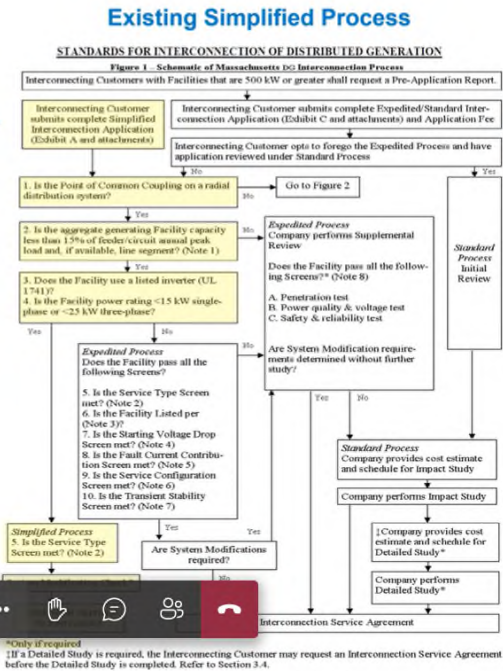 Existing Simplified Process
STANDARDS FOR INTERCONNECTION OF DISTRIBUTED GENERATION
Figure 1 – Schematic of Massachusetts DG Interconnection Process
Interconnecting Customers with Facilities that are 500 kW or greater shall request a Pre-Application Report.
Interconnecting Customer
submits complete Simplified
Interconnection Application
(Exhibit A and attachments)
Interconnecting Customer submits complete Expedited/Standard Inter-
connection Application (Exhibit C and attachments) and Application Fee
Interconnecting Customer opts to forego the Expedited Process and have
application reviewed under Standard Process
No
Yes
1. Is the Point of Common Coupling on a radial
distribution system?
No
Go to Figure 2
Yes
2. Is the aggregate generating Facility capacity
less than 15% of feeder/circuit annual peak
load and, if available, line segment? (Note 1)
No
Yes
3. Does the Facility use a listed inverter (UL
1741)?
4. Is the Facility power rating <15 kW single-
phase or <25 kW three-phase?
Yes
No
Expedited Process
Company performs Supplemental
Review
Does the Facility pass all the follow-
ing Screens?* (Note 8)
A. Penetration test
B. Power quality & voltage test
C. Safety & reliability test
Are System Modification require-
ments determined without further
study?
Standard
Process
Initial
Review
Expedited Process
Does the Facility pass all the
following Screens?
5. Is the Service Type Screen
met? (Note 2)
6. Is the Facility Listed per
(Note 3)?
7. Is the Starting Voltage Drop
Screen met? (Note 4)
8. Is the Fault Current Contribu-
tion Screen met? (Note 5)
9. Is the Service Configuration
Screen met? (Note 6)
10. Is the Transient Stability
Screen met? (Note 7)
No
Yes
No
Standard Process
Company provides cost estimate
and schedule for Impact Study
Company performs Impact Study
Simplified Process
5. Is the Service Type
Screen met? (Note 2)
Yes
Yes
Are System Modifications
required?
No
‡Company provides cost
estimate and schedule for
Detailed Study*
Company performs
Detailed Study*
Interconnection Service Agreement
*Only if required
‡If a Detailed Study is required, the Interconnecting Customer may request an Interconnection Service Agreement
before the Detailed Study is completed. Refer to Section 3.4.